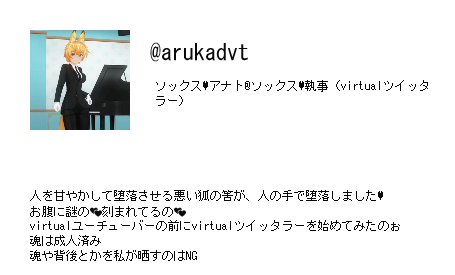 @arukadvt
ソックス♥アナト@ソックス♥執事（virtualツイッタ
ラー）
人を甘やかして堕落させる悪い狐の筈が、人の手で堕落しました♥
お腹に謎の💕刻まれてるの💕
virtualユーチューバーの前にvirtualツイッタラーを始めてみたのぉ
魂は成人済み
魂や背後とかを私が晒すのはNG